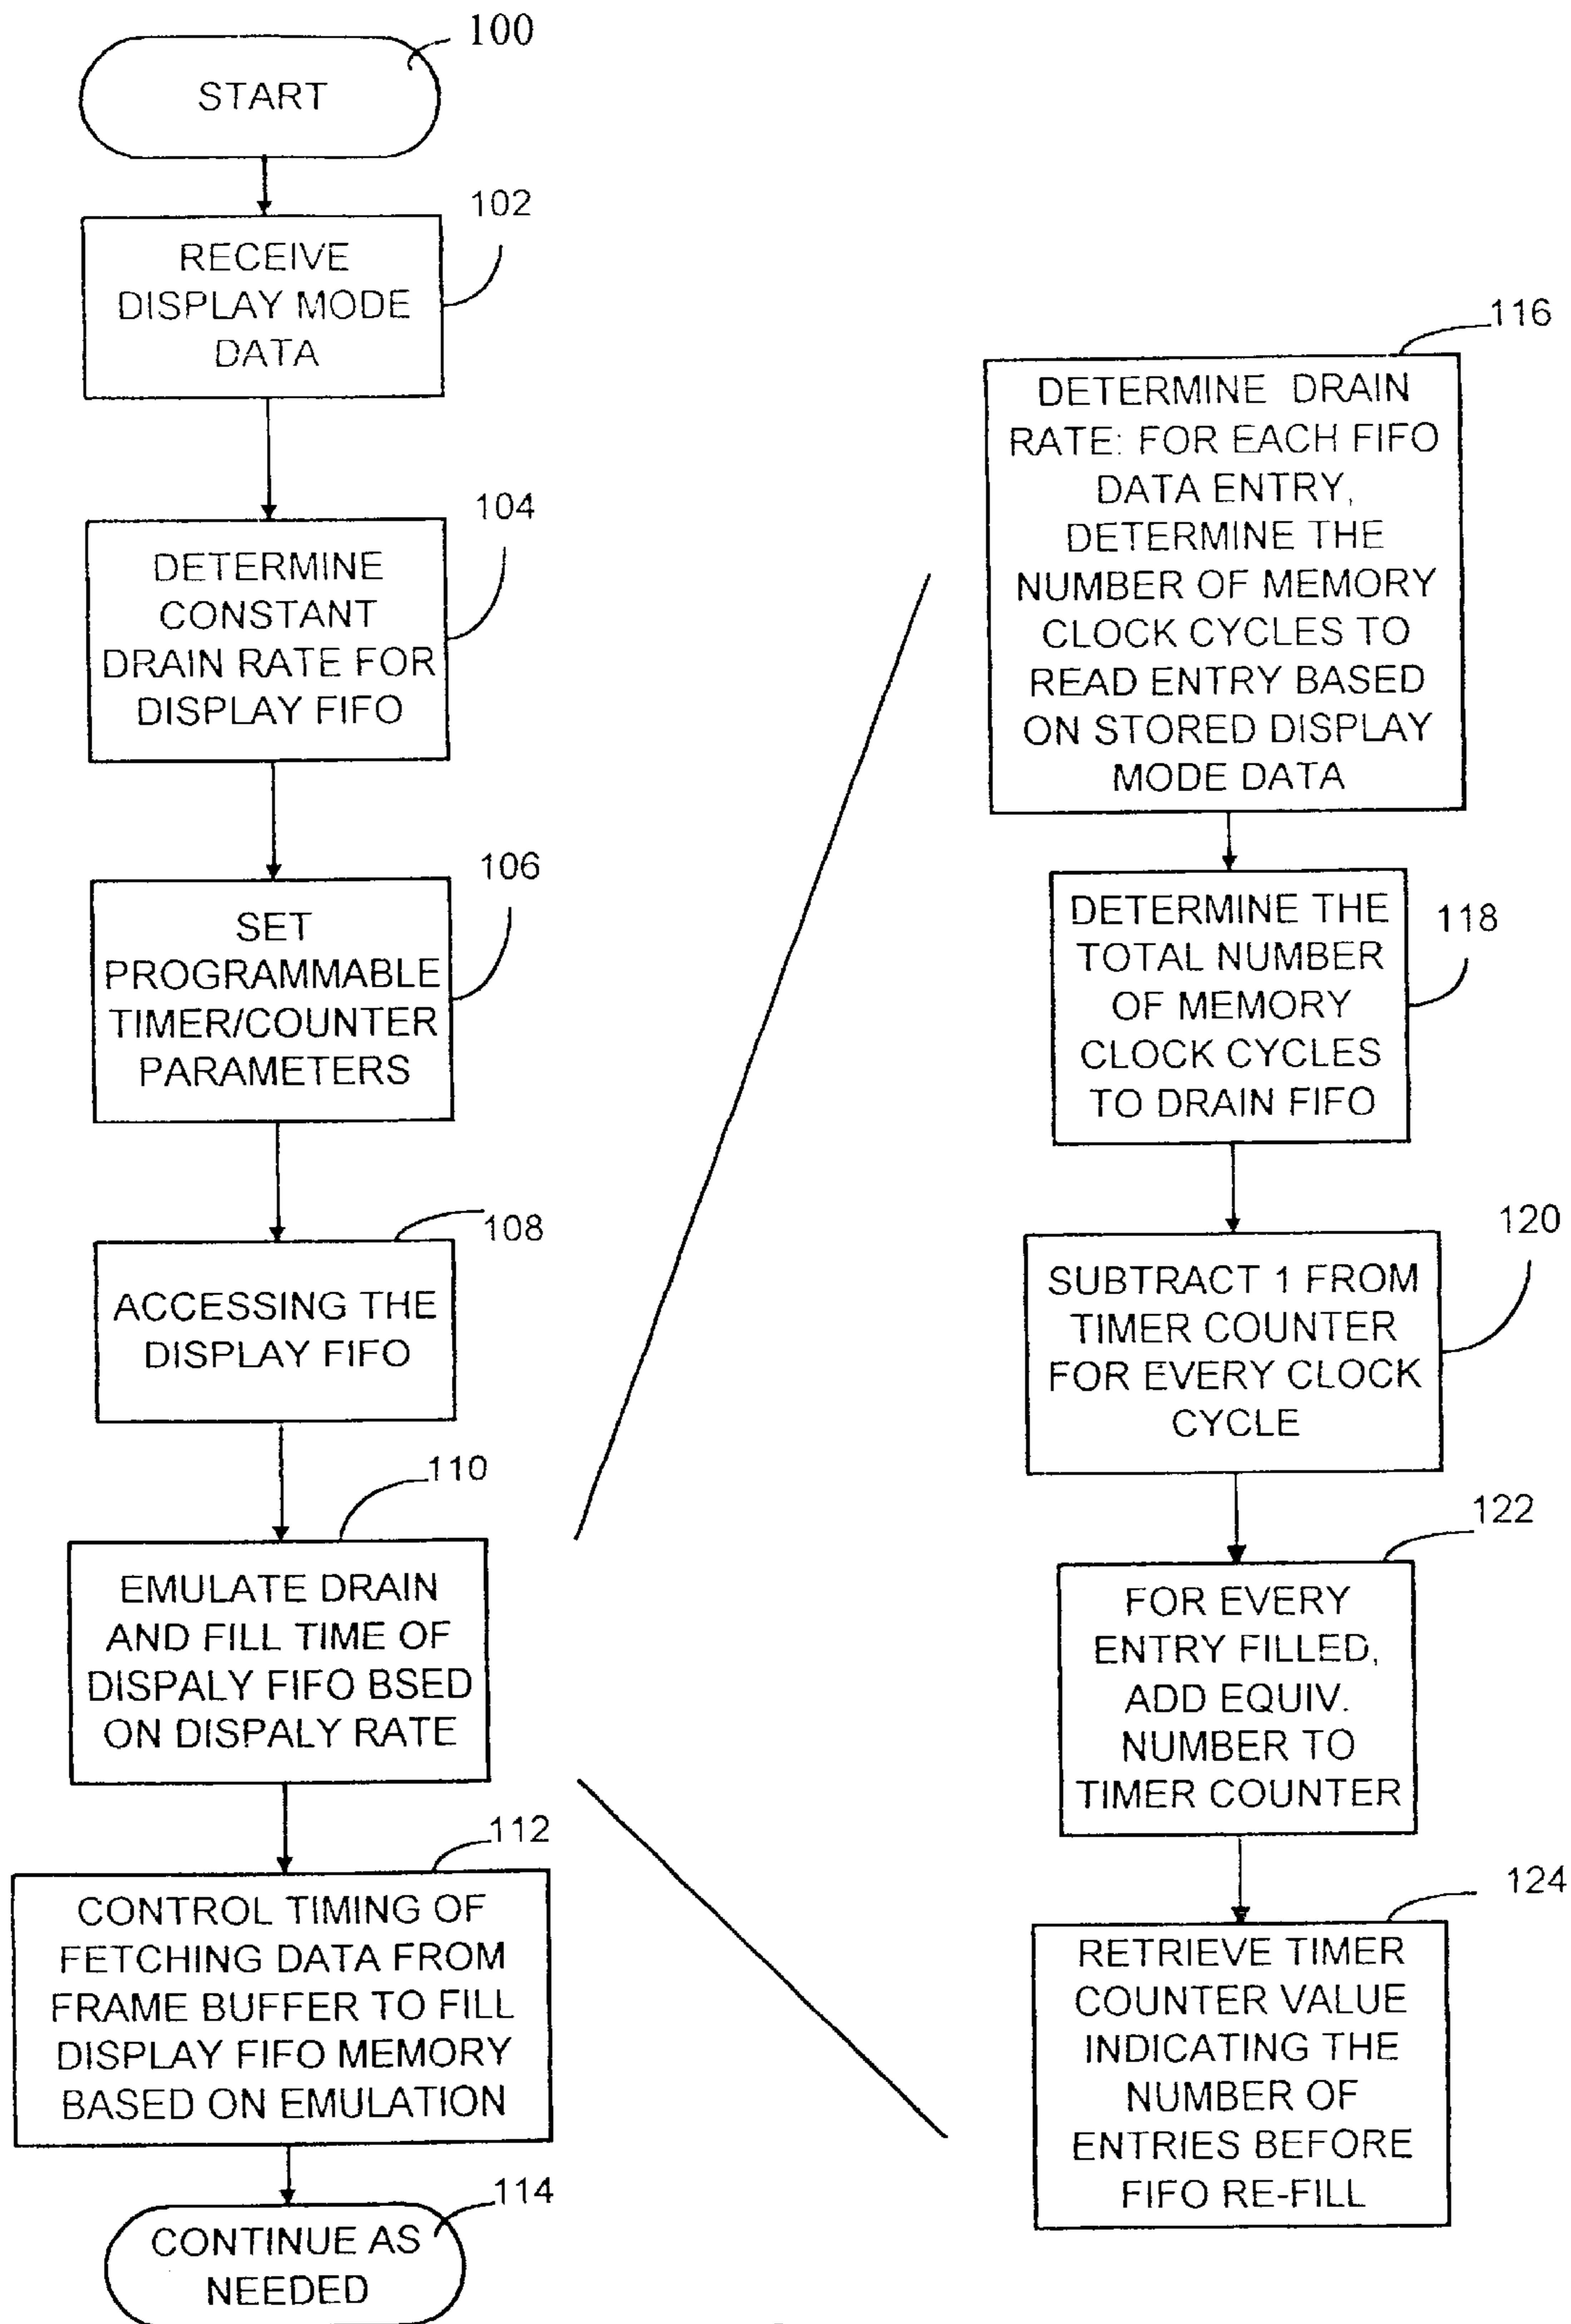 100
START
102
RECEIVE
DISPLAY MODE
DATA
104
DETERMINE
CONSTANT
DRAIN RATE FOR
DISPLAY FIFO
106
SET
PROGRAMMABLE
TIMER/COUNTER
PARAMETERS
108
ACCESSING THE
DISPLAY FIFO
110
EMULATE DRAIN
AND FILL TIME OF
DISPALY FIFO BSED
ON DISPALY RATE
112
CONTROL TIMING OF
FETCHING DATA FROM
FRAME BUFFER TO FILL
DISPLAY FIFO MEMORY
BASED ON EMULATION
114
CONTINUE AS
NEEDED
116
DETERMINE DRAIN
RATE: FOR EACH FIFO
DATA ENTRY,
DETERMINE THE
NUMBER OF MEMORY
CLOCK CYCLES TO
READ ENTRY BASED
ON STORED DISPLAY
MODE DATA
118
DETERMINE THE
TOTAL NUMBER
OF MEMORY
CLOCK CYCLES
TO DRAIN FIFO
120
SUBTRACT 1 FROM
TIMER COUNTER
FOR EVERY CLOCK
CYCLE
122
FOR EVERY
ENTRY FILLED,
ADD EQUIV.
NUMBER TO
TIMER COUNTER
124
RETRIEVE TIMER
COUNTER VALUE
INDICATING THE
NUMBER OF
ENTRIES BEFORE
FIFO RE-FILL